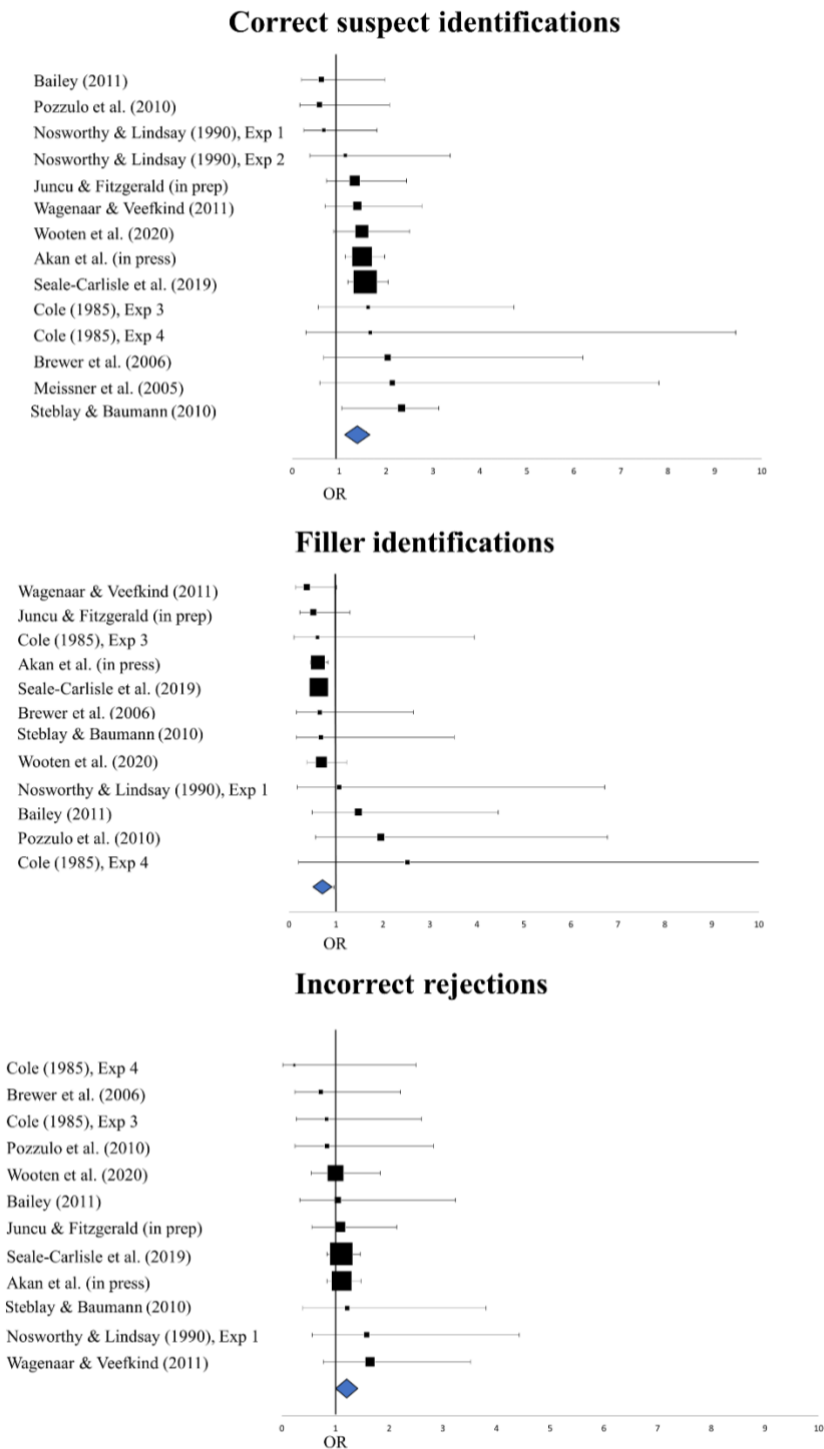 Correct suspect identifications
Bailey (2011)
Pozzulo et al. (2010)
Nosworthy & Lindsay (1990), Exp 1
Nosworthy & Lindsay (1990), Exp 2
Juncu & Fitzgerald (in prep)
Wagenaar & Veefkind (2011)
Wooten et al. (2020)
Akan et al. (in press)
Seale-Carlisle et al. (2019)
Cole (1985), Exp 3
Cole (1985), Exp 4
Brewer et al. (2006)
Meissner et al. (2005)
Steblay & Baumann (2010)
0 1 2 3 4 5 6 7 8 9 10
OR
Filler identifications
Wagenaar & Veefkind (2011)
Juncu & Fitzgerald (in prep)
Cole (1985), Exp 3
Akan et al. (in press)
Seale-Carlisle et al. (2019)
Brewer et al. (2006)
Steblay & Baumann (2010)
Wooten et al. (2020)
Nosworthy & Lindsay (1990), Exp 1
Bailey (2011)
Pozzulo et al. (2010)
Cole (1985), Exp 4
0 1 2 3 4 5 6 7 8 9 10
OR
Incorrect rejections
Cole (1985), Exp 4
Brewer et al. (2006)
Cole (1985), Exp 3
Pozzulo et al. (2010)
Wooten et al. (2020)
Bailey (2011)
Juncu & Fitzgerald (in prep)
Seale-Carlisle et al. (2019)
Akan et al. (in press)
Steblay & Baumann (2010)
Nosworthy & Lindsay (1990), Exp 1
Wagenaar & Veefkind (2011)
0 1 2 3 4 5 6 7 8 9 10
OR